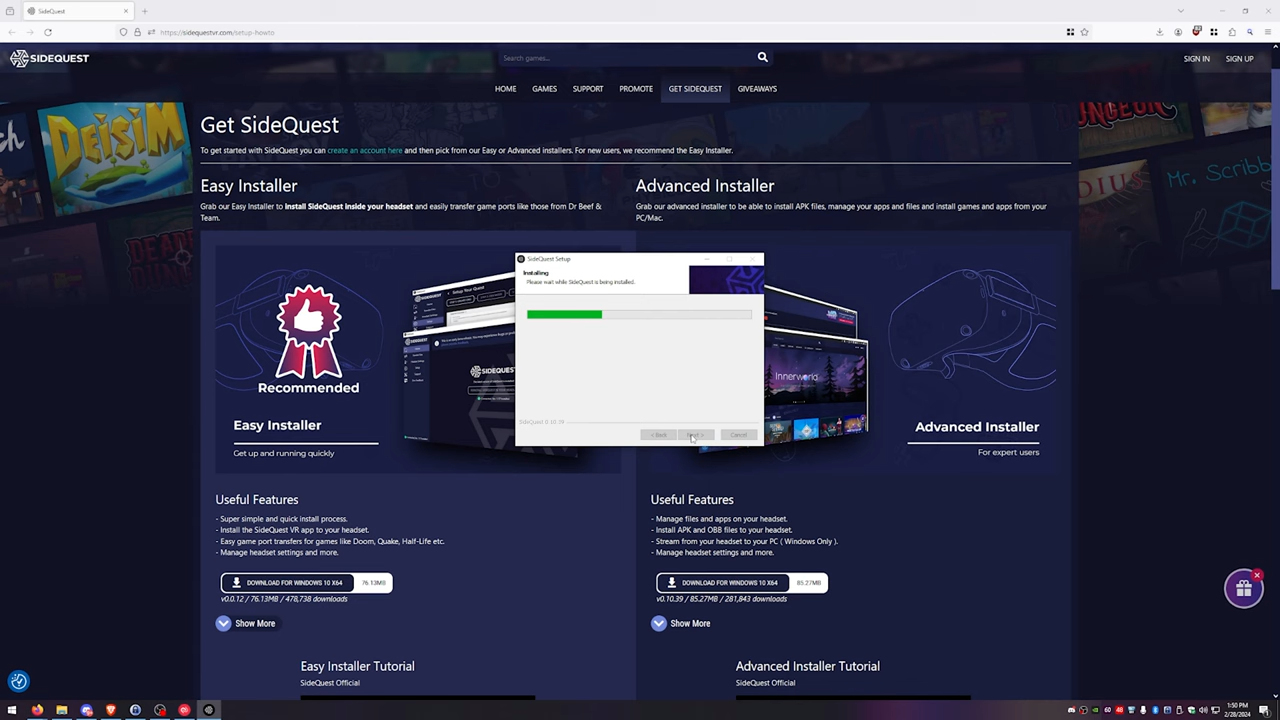 SideQuest
https://sidequestvr.com/setup-howto
SIDEQUEST
Search games...
SIGN IN
SIGN UP
HOME
GAMES
SUPPORT
PROMOTE
GET SIDEQUEST
GIVEAWAYS
DEISIM
Mr. Scribb
Get SideQuest
To get started with SideQuest you can create an account here and then pick from our Easy or Advanced installers. For new users, we recommend the Easy Installer.
Easy Installer
Grab our Easy Installer to install SideQuest inside your headset and easily transfer game ports like those from Dr Beef &
Team.
Advanced Installer
Grab our advanced installer to be able to install APK files, manage your apps and files and install games and apps from your
PC/Mac.
SideQuest Setup
Installing
Please wait while SideQuest is being installed.
SideQuest 0.10.39
< Back
Next >
Cancel
Recommended
Innerworld
Easy Installer
Get up and running quickly
Advanced Installer
For expert users
Useful Features
- Super simple and quick install process.
- Install the SideQuest VR app to your headset.
- Easy game port transfers for games like Doom, Quake, Half-Life etc.
- Manage headset settings and more.
DOWNLOAD FOR WINDOWS 10 X64
76.13MB
v0.0.12 / 76.13MB / 478,738 downloads
Show More
Useful Features
- Manage files and apps on your headset.
- Install APK and OBB files to your headset.
- Stream from your headset to your PC ( Windows Only ).
- Manage headset settings and more.
DOWNLOAD FOR WINDOWS 10 X64
85.27MB
v0.10.39 / 85.27MB / 281,843 downloads
Show More
Easy Installer Tutorial
SideQuest Official
Advanced Installer Tutorial
SideQuest Official
1:50 PM
2/28/2024